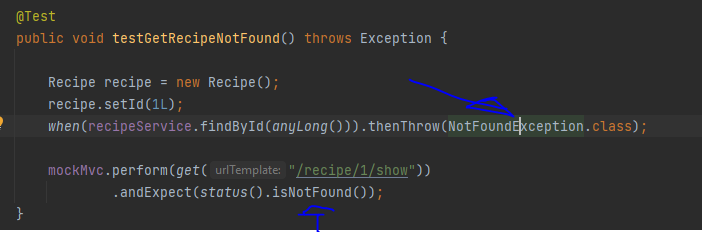 @Test
public void testGetRecipeNotFound() throws Exception {
Recipe recipe = new Recipe();
recipe.setId(1L);
when(recipeService.findById(anyLong())).thenThrow(NotFoundException.class);
mockMvc.perform(get( urlTemplate: "/recipe/1/show"))
.andExpect(status().isNotFound());
}